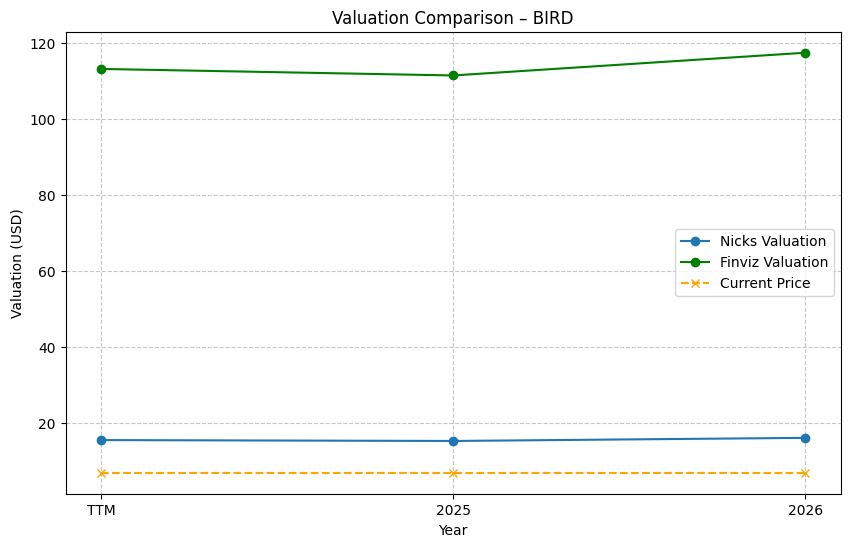 Valuation Comparison – BIRD
120
100
80
60
40
20
Valuation (USD)
Nicks Valuation
Finviz Valuation
Current Price
TTM
2025
2026
Year